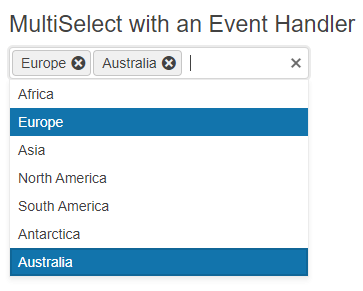 MultiSelect with an Event Handler
Europe Australia
Africa
Europe
Asia
North America
South America
Antarctica
Australia